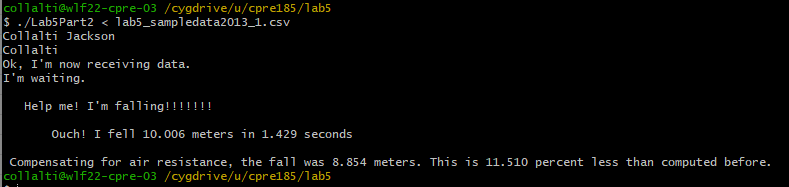 collalti@wlf22-cpre-03 /cygdrive/u/cpre185/lab5
$ ./Lab5Part2 < lab5_sampledata2013_1.csv
Collalti Jackson
Collalti
Ok, I'm now receiving data.
I'm waiting.
Help me! I'm falling!!!!!!!
Ouch! I fell 10.006 meters in 1.429 seconds
Compensating for air resistance, the fall was 8.854 meters. This is 11.510 percent less than computed before.
collalti@wlf22-cpre-03 /cygdrive/u/cpre185/lab5